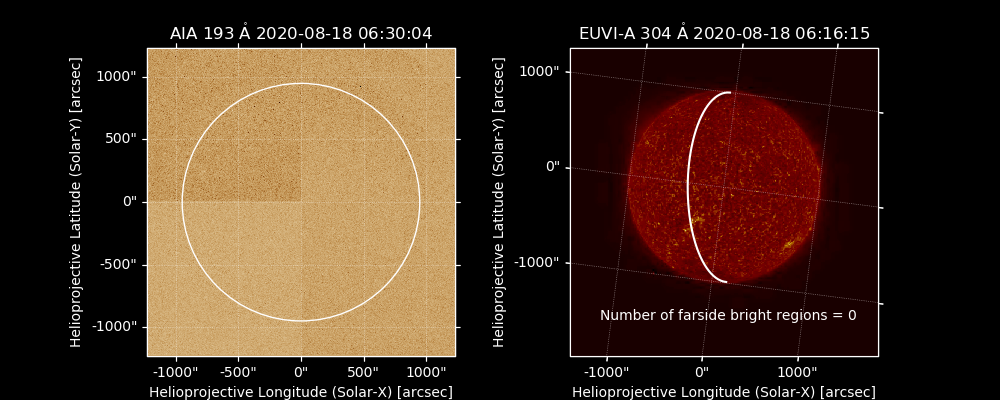 AIA 193 Å 2020-08-18 06:30:04
EUVI-A 304 Å 2020-08-18 06:16:15
Helioprojective Latitude (Solar-Y) [arcsec]
1000"
500"
0"
-500"
-1000"
-1000"
-500"
0"
500"
1000"
Helioprojective Longitude (Solar-X) [arcsec]
Helioprojective Latitude (Solar-Y) [arcsec]
1000"
0"
-1000"
Number of farside bright regions = 0
-1000"
0"
1000"
Helioprojective Longitude (Solar-X) [arcsec]